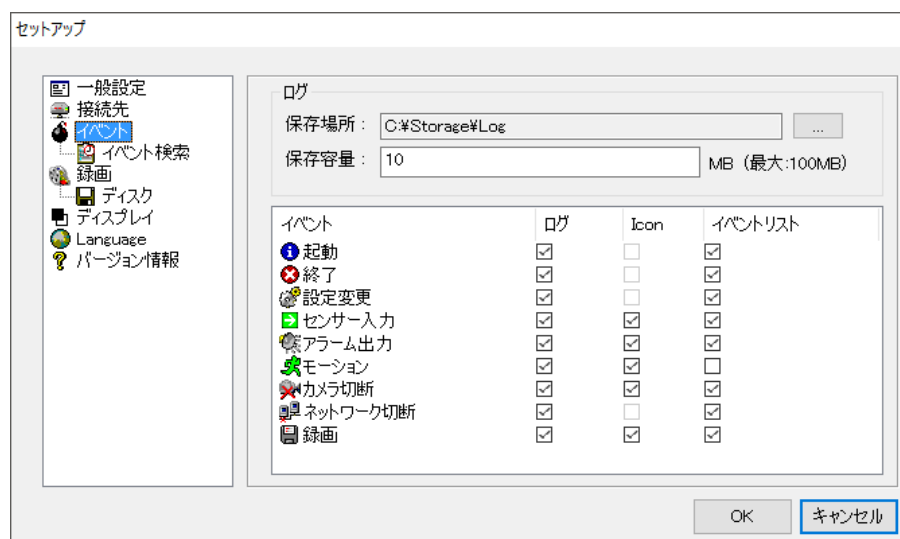 セットアップ
一般設定
接続先
イベント
イベント検索
録画
ディスク
ディスプレイ
Language
バージョン情報
ログ
保存場所： C:¥Storage¥Log ...
保存容量： 10 MB (最大:100MB)
イベント ログ Icon イベントリスト
起動
終了
設定変更
センサー入力
アラーム出力
モーション
カメラ切断
ネットワーク切断
録画
OK キャンセル